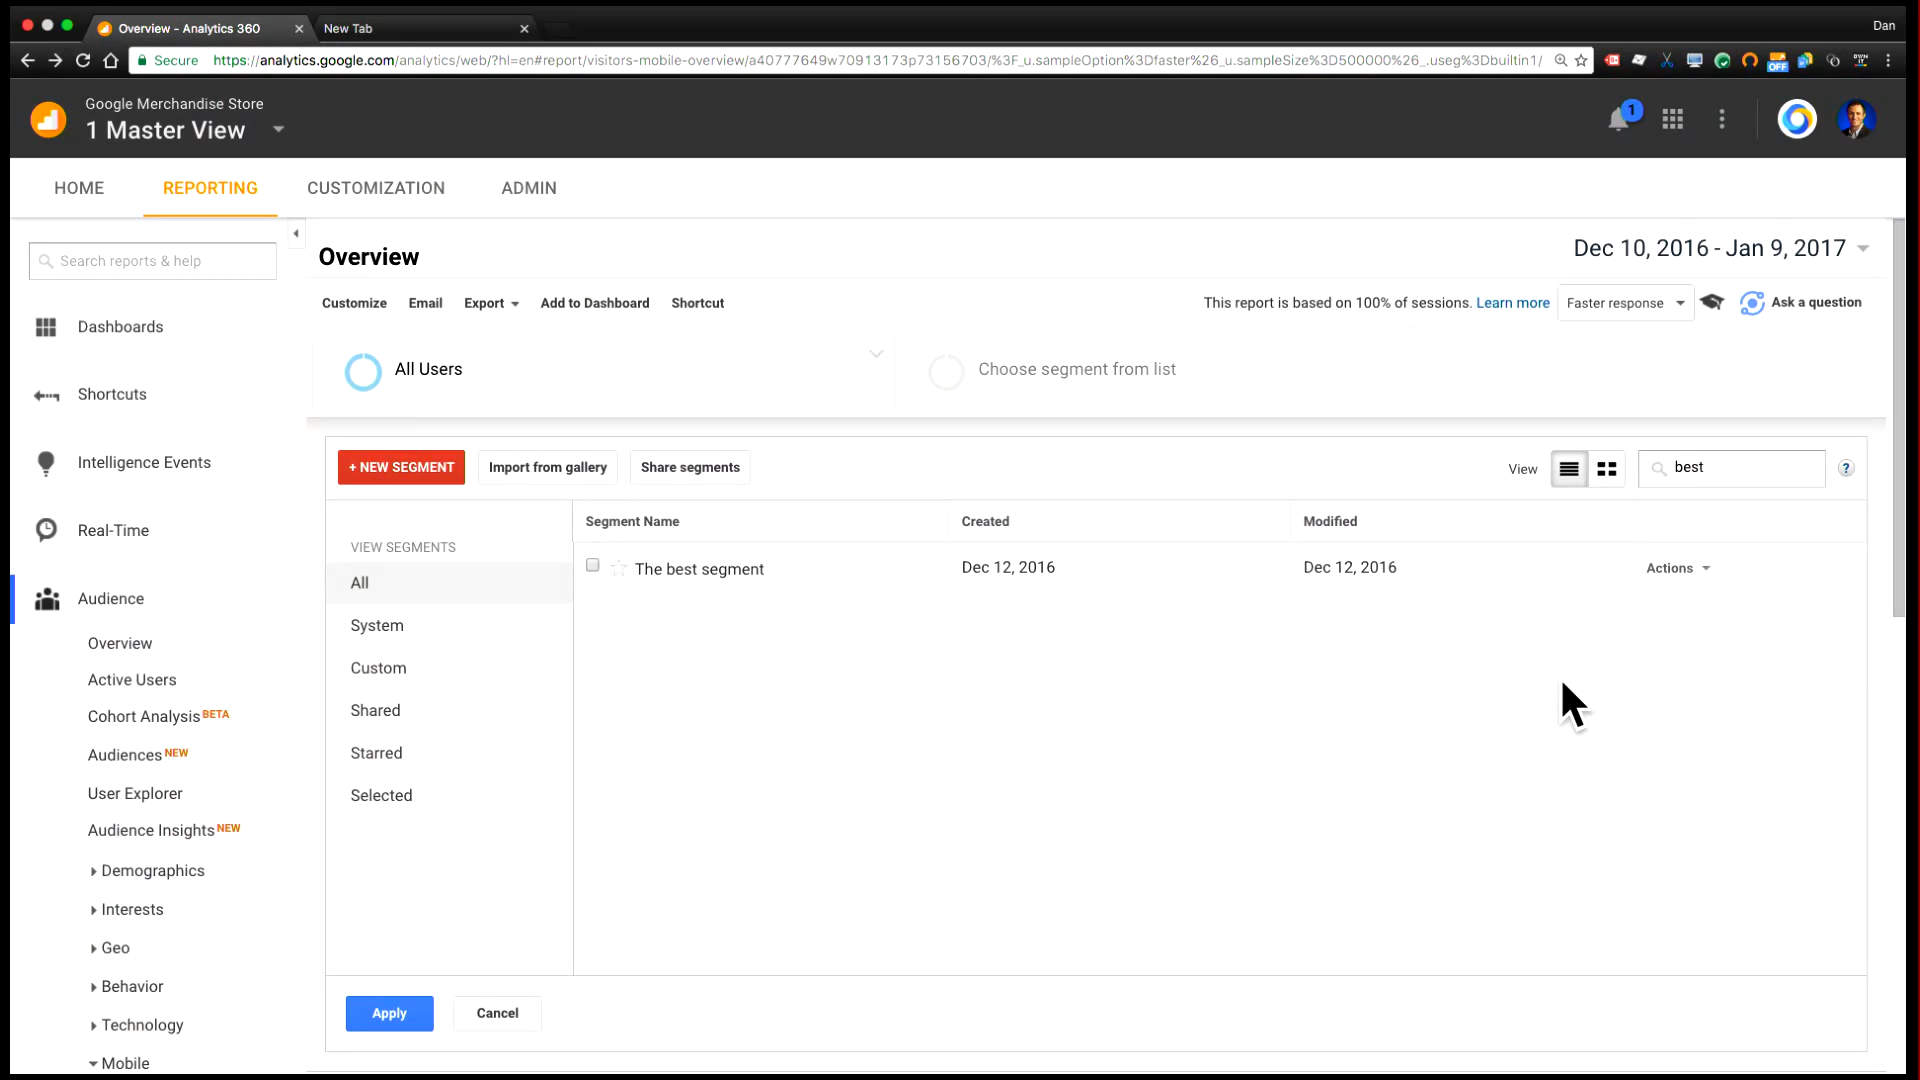 Overview - Analytics 360
New Tab
Dan
Secure https://analytics.google.com/analytics/web/?hl=en#report/visitors-mobile-overview/a40777649w70913173p73156703/%3F_u.sampleOption%3Dfaster%26_u.sampleSize%3D500000%26_.useg%3Dbuiltin1/
OFF
Google Merchandise Store
1 Master View
1
HOME REPORTING CUSTOMIZATION ADMIN
Search reports & help
Dashboards
Shortcuts
Intelligence Events
Real-Time
Audience
Overview
Active Users
Cohort Analysis BETA
Audiences NEW
User Explorer
Audience Insights NEW
Demographics
Interests
Geo
Behavior
Technology
Mobile
Overview
Dec 10, 2016 - Jan 9, 2017
Customize Email Export Add to Dashboard Shortcut
This report is based on 100% of sessions. Learn more
Faster response
Ask a question
All Users
Choose segment from list
+ NEW SEGMENT Import from gallery Share segments
View
best
?
VIEW SEGMENTS
All
System
Custom
Shared
Starred
Selected
Segment Name Created Modified
The best segment Dec 12, 2016 Dec 12, 2016 Actions
Apply Cancel